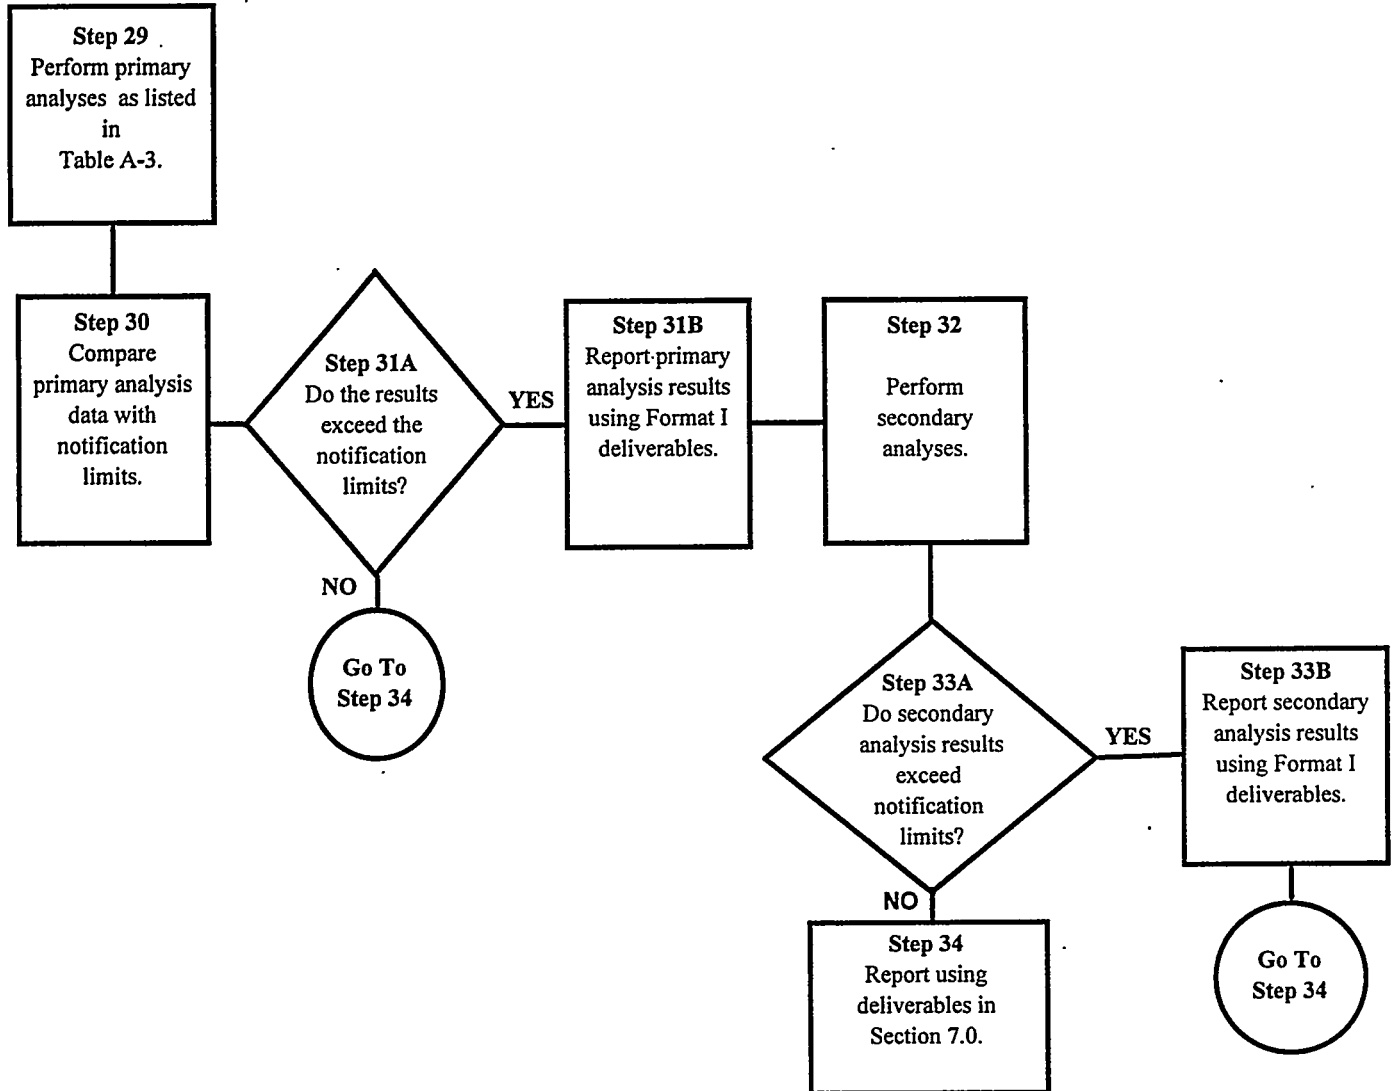 Step 29
Perform primary
analyses as listed
in
Table A-3.
Step 30
Compare
primary analysis
data with
notification
limits.
Step 31A
Do the results
exceed the
notification
limits?
YES
NO
Go To
Step 34
Step 31B
Report primary
analysis results
using Format I
deliverables.
Step 32
Perform
secondary
analyses.
Step 33A
Do secondary
analysis results
exceed
notification
limits?
YES
NO
Step 33B
Report secondary
analysis results
using Format I
deliverables.
Go To
Step 34
Step 34
Report using
deliverables in
Section 7.0.